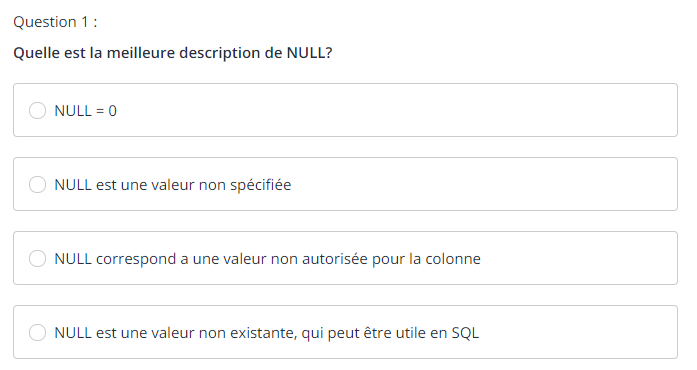 Question 1 :
Quelle est la meilleure description de NULL?
NULL = 0
NULL est une valeur non spécifiée
NULL correspond a une valeur non autorisée pour la colonne
NULL est une valeur non existante, qui peut être utile en SQL